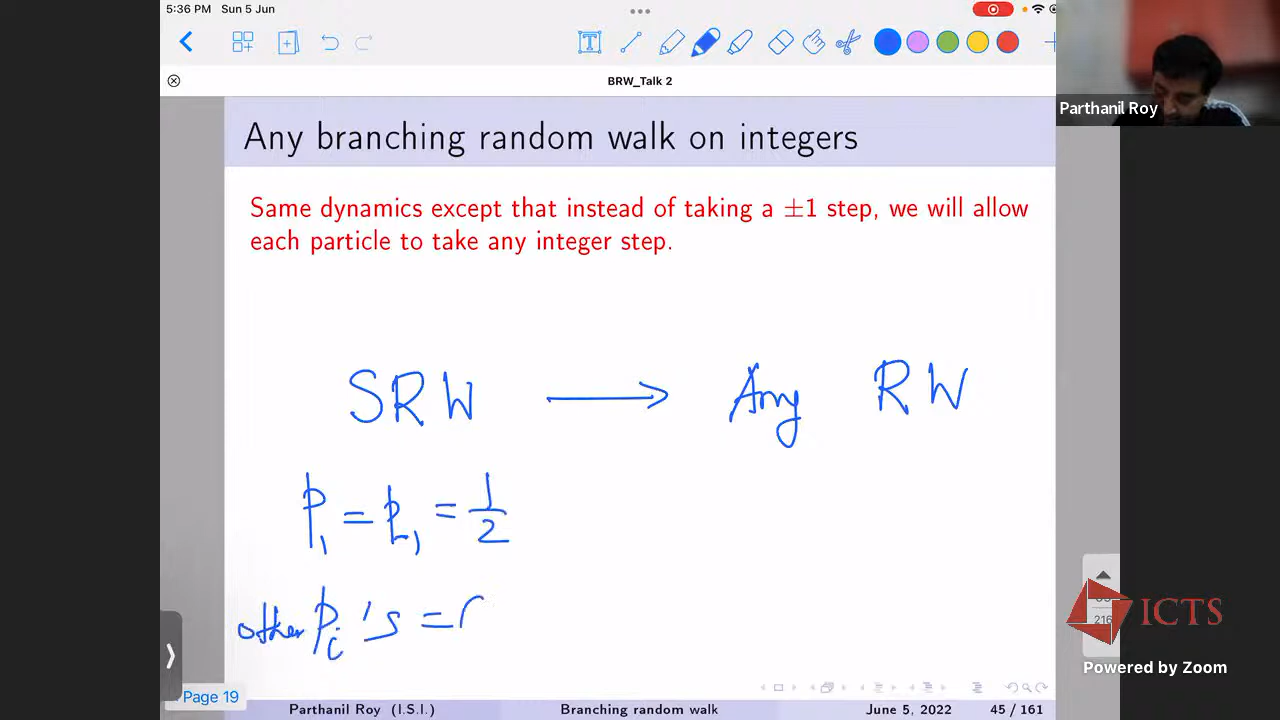 5:36 PM Sun 5 Jun
BRW_Talk 2
Parthanil Roy
Any branching random walk on integers
Same dynamics except that instead of taking a ±1 step, we will allow
each particle to take any integer step.
SRW ⟶ Any RW
P₁ = P₋₁ = 1/2
other Pᵢ's =
ICTS
Powered by Zoom
Page 19
Parthanil Roy (I.S.I.) Branching random walk June 5, 2022 45 / 161